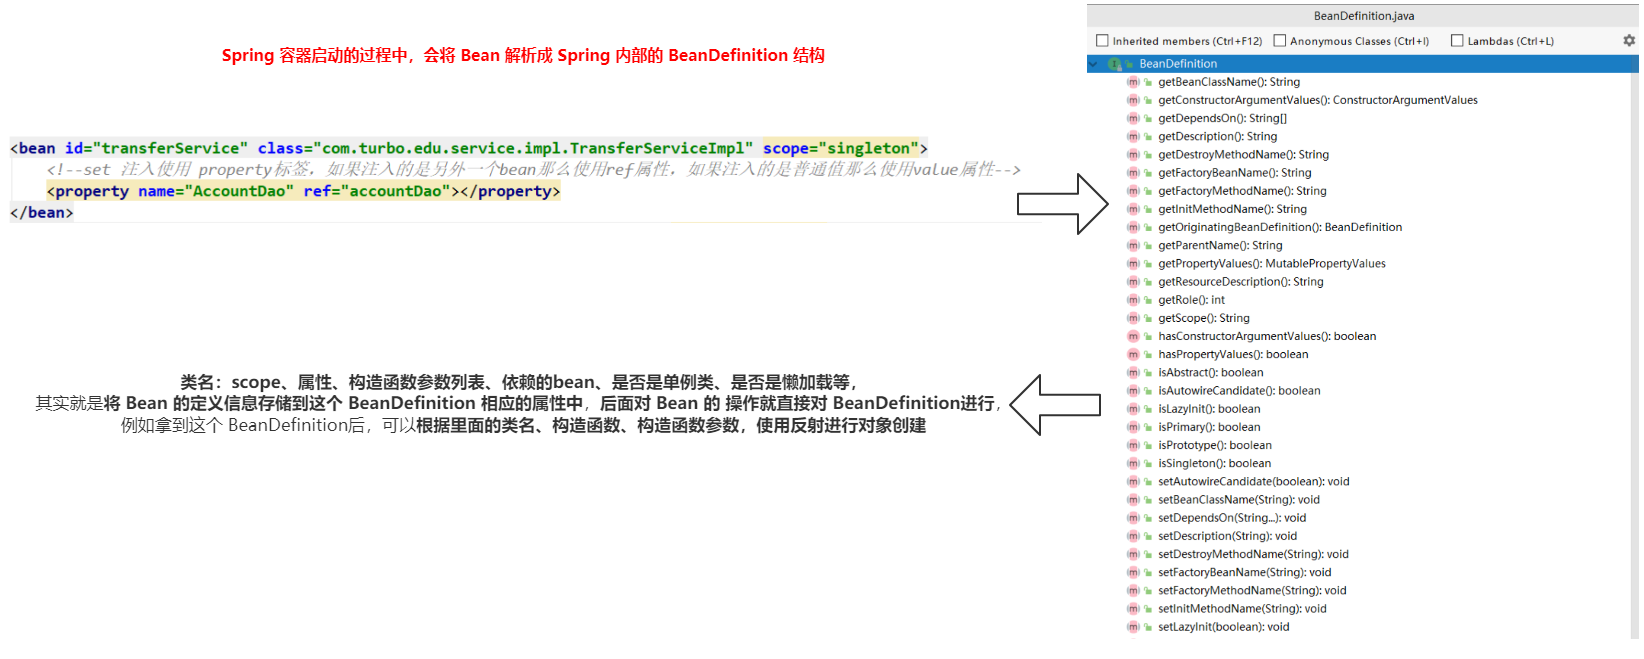 Spring 容器启动的过程中，会将 Bean 解析成 Spring 内部的 BeanDefinition 结构
<bean id="transferService" class="com.turbo.edu.service.impl.TransferServiceImpl" scope="singleton">
<!--set 注入使用 property标签，如果注入的是另外一个bean那么使用ref属性，如果注入的是普通值那么使用value属性-->
<property name="AccountDao" ref="accountDao"></property>
</bean>
类名：scope、属性、构造函数参数列表、依赖的bean、是否是单例类、是否是懒加载等，
其实就是将 Bean 的定义信息存储到这个 BeanDefinition 相应的属性中，后面对 Bean 的 操作就直接对 BeanDefinition进行，
例如拿到这个 BeanDefinition后，可以根据里面的类名、构造函数、构造函数参数，使用反射进行对象创建
BeanDefinition.java
Inherited members (Ctrl+F12) Anonymous Classes (Ctrl+I) Lambdas (Ctrl+L)
BeanDefinition
getBeanClassName(): String
getConstructorArgumentValues(): ConstructorArgumentValues
getDependsOn(): String[]
getDescription(): String
getDestroyMethodName(): String
getFactoryBeanName(): String
getFactoryMethodName(): String
getInitMethodName(): String
getOriginatingBeanDefinition(): BeanDefinition
getParentName(): String
getPropertyValues(): MutablePropertyValues
getResourceDescription(): String
getRole(): int
getScope(): String
hasConstructorArgumentValues(): boolean
hasPropertyValues(): boolean
isAbstract(): boolean
isAutowireCandidate(): boolean
isLazyInit(): boolean
isPrimary(): boolean
isPrototype(): boolean
isSingleton(): boolean
setAutowireCandidate(boolean): void
setBeanClassName(String): void
setDependsOn(String...): void
setDescription(String): void
setDestroyMethodName(String): void
setFactoryBeanName(String): void
setFactoryMethodName(String): void
setInitMethodName(String): void
setLazyInit(boolean): void